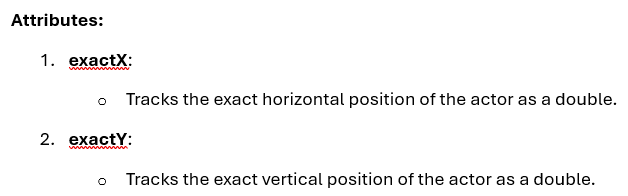 Attributes:
1. exactX:
o Tracks the exact horizontal position of the actor as a double.
2. exactY:
o Tracks the exact vertical position of the actor as a double.